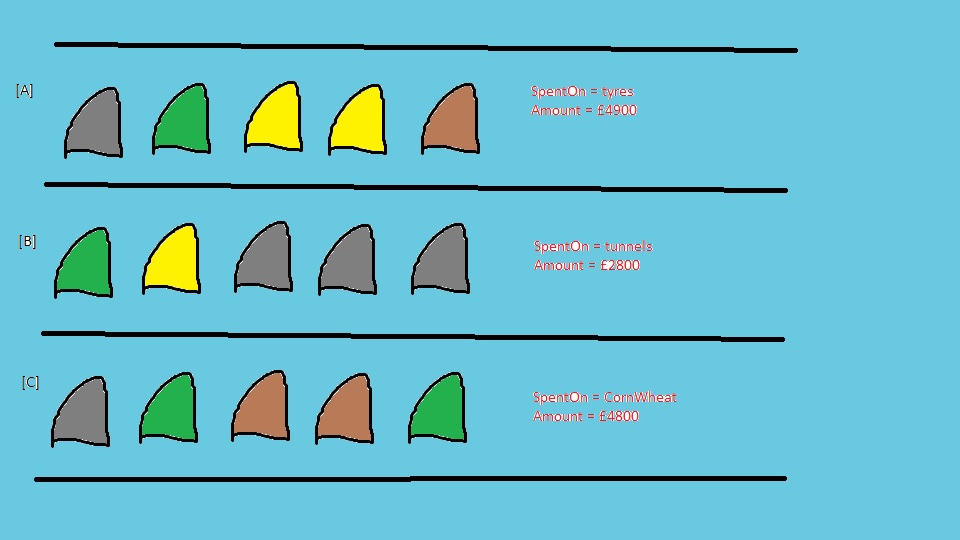 [A]
SpentOn = tyres
Amount = £4900
[B]
SpentOn = tunnels
Amount = £2800
[C]
SpentOn = CornWheat
Amount = £4800